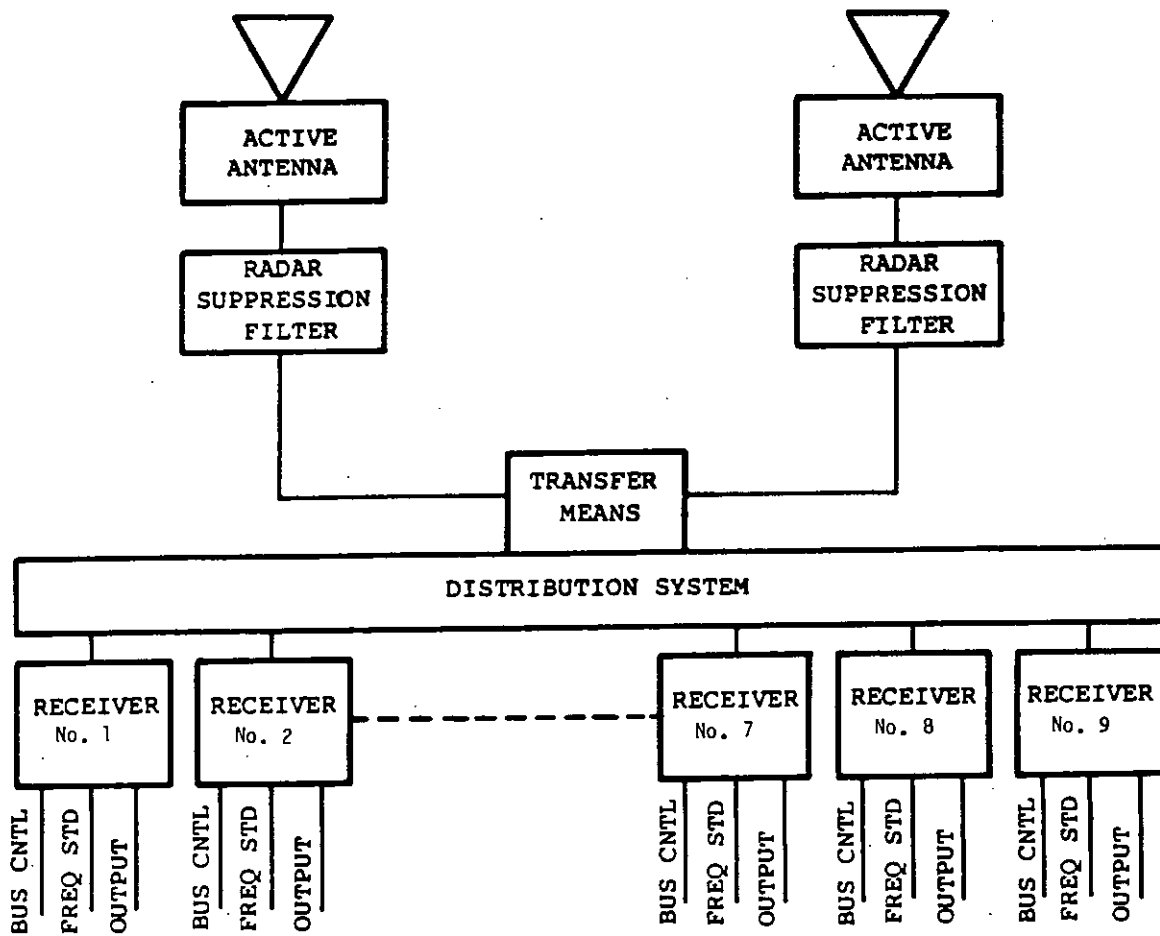 ACTIVE
ANTENNA
ACTIVE
ANTENNA
RADAR
SUPPRESSION
FILTER
RADAR
SUPPRESSION
FILTER
TRANSFER
MEANS
DISTRIBUTION SYSTEM
RECEIVER
No. 1
RECEIVER
No. 2
RECEIVER
No. 7
RECEIVER
No. 8
RECEIVER
No. 9
BUS CNTL
FREQ STD
OUTPUT
BUS CNTL
FREQ STD
OUTPUT
BUS CNTL
FREQ STD
OUTPUT
BUS CNTL
FREQ STD
OUTPUT
BUS CNTL
FREQ STD
OUTPUT